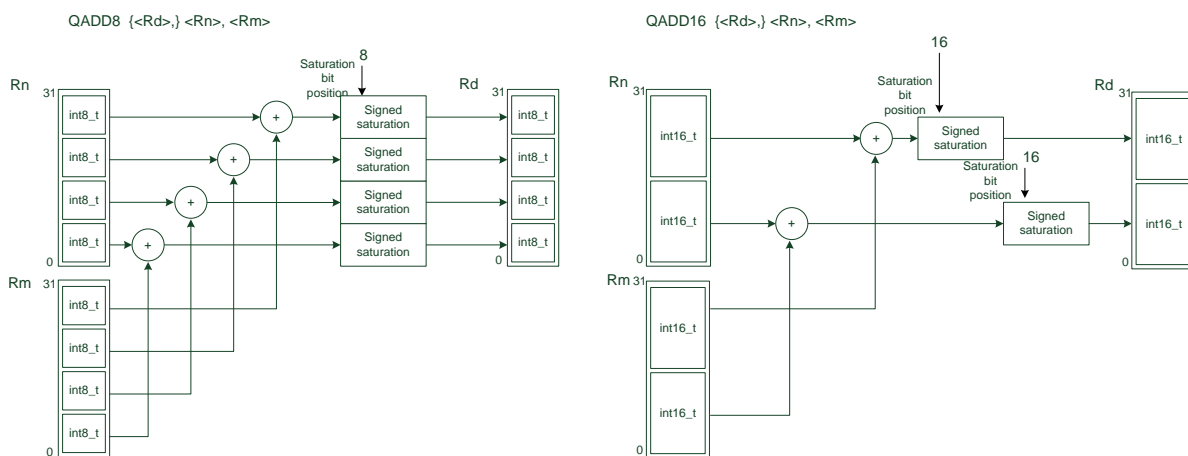 QADD8 {<Rd>,} <Rn>, <Rm>
8
Saturation
bit
position
Rn
31
int8_t
int8_t
int8_t
int8_t
0
+
+
+
+
Signed
saturation
Signed
saturation
Signed
saturation
Signed
saturation
Rd
31
int8_t
int8_t
int8_t
int8_t
0
Rm
31
int8_t
int8_t
int8_t
int8_t
0
QADD16 {<Rd>,} <Rn>, <Rm>
16
Saturation
bit
position
Rn
31
int16_t
int16_t
0
+
+
Signed
saturation
16
Saturation
bit
position
Signed
saturation
Rd
31
int16_t
int16_t
0
Rm
31
int16_t
int16_t
0